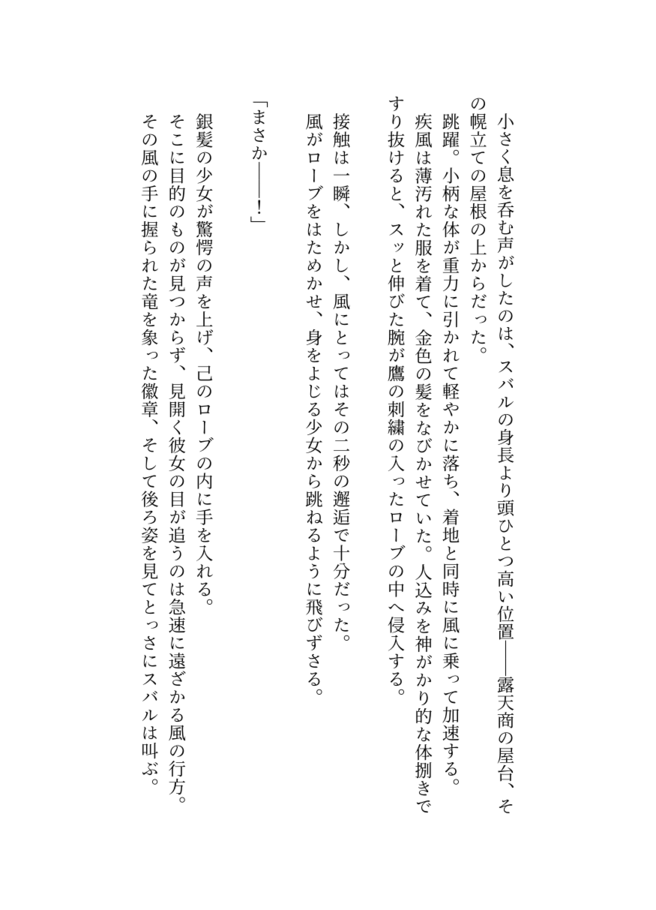 小さく息を呑む声がしたのは、スバルの身長より頭ひとつ高い位置――露天商の屋台、そ
の幌立ての屋根の上からだった。
跳躍。小柄な体が重力に引かれて軽やかに落ち、着地と同時に風に乗って加速する。
疾風は薄汚れた服を着て、金色の髪をなびかせていた。人込みを神がかり的な体捌きで
すり抜けると、スッと伸びた腕が鷹の刺繍の入ったローブの中へ侵入する。
接触は一瞬、しかし、風にとってはその二秒の邂逅で十分だった。
風がローブをはためかせ、身をよじる少女から跳ねるように飛びずさる。
「まさか――！」
銀髪の少女が驚愕の声を上げ、己のローブの内に手を入れる。
そこに目的のものが見つからず、見開く彼女の目が追うのは急速に遠ざかる風の行方。
その風の手に握られた竜を象った徽章、そして後ろ姿を見てとっさにスバルは叫ぶ。